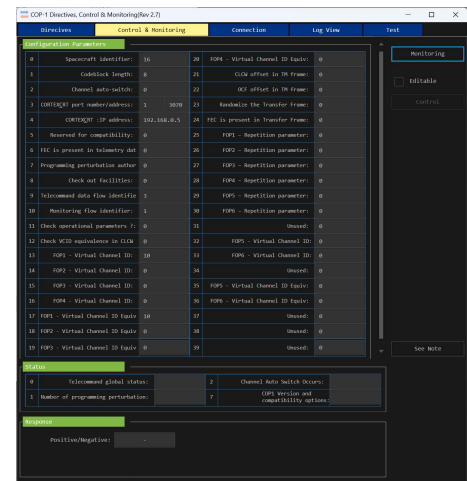 COP-1 Directives, Control & Monitoring(Rev 2.7)
Directives Control & Monitoring Connection Log View Test
Configuration Parameters
0 Spacecraft identifier: 16 20 FOP4 - Virtual Channel ID Equiv: 0
1 Codeblock length: 8 21 CLCW offset in TM frame: 0
2 Channel auto-switch: 0 22 OCF offset in TM frame: 0
3 CORTEX_CRT port number/address: 1 3070 23 Randomize the Transfer Frame: 0
4 CORTEX_CRT :IP address: 192.168.0.5 24 FEC is present in Transfer Frame: 0
5 Reserved for compatibility: 0 25 FOP1 - Repetition parameter: 0
6 FEC is present in telemetry dat 0 26 FOP2 - Repetition parameter: 0
7 Programming perturbation author 0 27 FOP3 - Repetition parameter: 0
8 Check out facilities: 0 28 FOP4 - Repetition parameter: 0
9 Telecommand data flow identifie 1 29 FOP5 - Repetition parameter: 0
10 Monitoring flow identifier: 1 30 FOP6 - Repetition parameter: 0
11 Check operational parameters ?: 0 31 Unused: 0
12 Check VCID equivalence in CLCW 0 32 FOP5 - Virtual Channel ID: 0
13 FOP1 - Virtual Channel ID: 10 33 FOP6 - Virtual Channel ID: 0
14 FOP2 - Virtual Channel ID: 0 34 Unused: 0
15 FOP3 - Virtual Channel ID: 0 35 FOP5 - Virtual Channel ID Equiv: 0
16 FOP4 - Virtual Channel ID: 0 36 FOP6 - Virtual Channel ID Equiv: 0
17 FOP1 - Virtual Channel ID Equiv 10 37 Unused: 0
18 FOP2 - Virtual Channel ID Equiv 0 38 Unused: 0
19 FOP3 - Virtual Channel ID Equiv 0 39 Unused: 0
Monitoring
Editable
Control
See Note
Status
0 Telecommand global status: 2 Channel Auto Switch Occurs:
1 Number of programming perturbation: 7 COP1 Version and
compatibility options:
Response
Positive/Negative: -